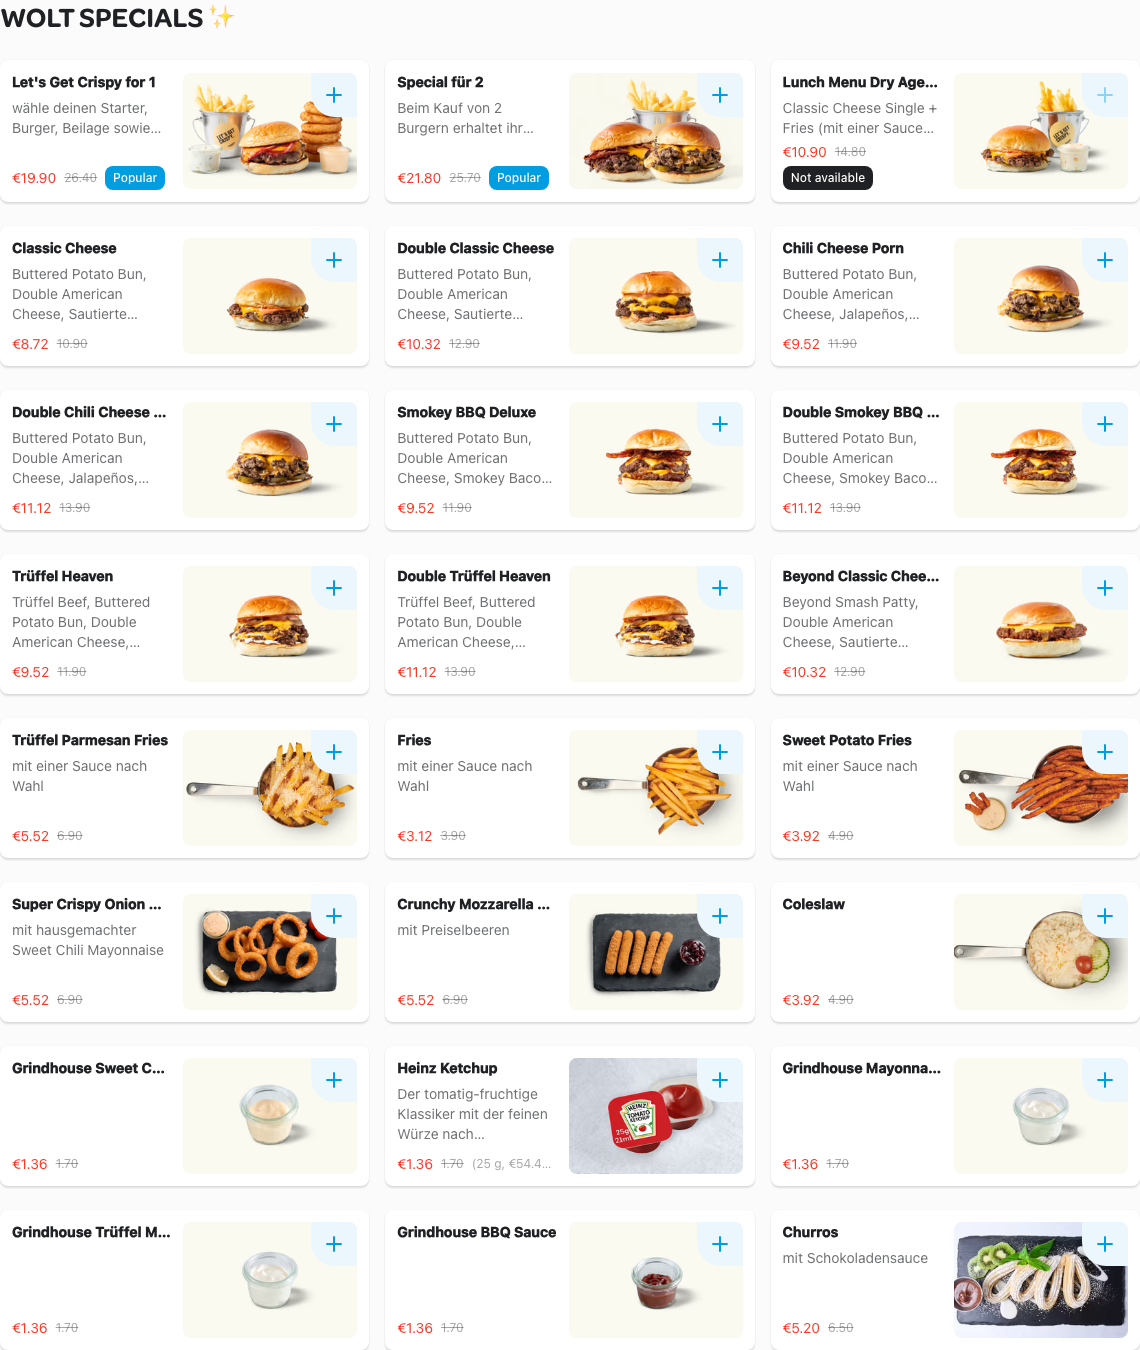 WOLT SPECIALS ✨
Let's Get Crispy for 1
wähle deinen Starter,
Burger, Beilage sowie...
€19.90 26.40 Popular
Special für 2
Beim Kauf von 2
Burgern erhaltet ihr...
€21.80 25.70 Popular
Lunch Menu Dry Age...
Classic Cheese Single +
Fries (mit einer Sauce...
€10.90 14.80
Not available
Classic Cheese
Buttered Potato Bun,
Double American
Cheese, Sautierte...
€8.72 10.90
Double Classic Cheese
Buttered Potato Bun,
Double American
Cheese, Sautierte...
€10.32 12.90
Chili Cheese Porn
Buttered Potato Bun,
Double American
Cheese, Jalapeños,...
€9.52 11.90
Double Chili Cheese ...
Buttered Potato Bun,
Double American
Cheese, Jalapeños,...
€11.12 13.90
Smokey BBQ Deluxe
Buttered Potato Bun,
Double American
Cheese, Smokey Baco...
€9.52 11.90
Double Smokey BBQ ...
Buttered Potato Bun,
Double American
Cheese, Smokey Baco...
€11.12 13.90
Trüffel Heaven
Trüffel Beef, Buttered
Potato Bun, Double
American Cheese,...
€9.52 11.90
Double Trüffel Heaven
Trüffel Beef, Buttered
Potato Bun, Double
American Cheese,...
€11.12 13.90
Beyond Classic Chee...
Beyond Smash Patty,
Double American
Cheese, Sautierte...
€10.32 12.90
Trüffel Parmesan Fries
mit einer Sauce nach
Wahl
€5.52 6.90
Fries
mit einer Sauce nach
Wahl
€3.12 3.90
Sweet Potato Fries
mit einer Sauce nach
Wahl
€3.92 4.90
Super Crispy Onion ...
mit hausgemachter
Sweet Chili Mayonnaise
€5.52 6.90
Crunchy Mozzarella ...
mit Preiselbeeren
€5.52 6.90
Coleslaw
€3.92 4.90
Grindhouse Sweet C...
€1.36 1.70
Heinz Ketchup
Der tomatig-fruchtige
Klassiker mit der feinen
Würze nach...
€1.36 1.70 (25 g, €54.4...
HEINZ
TOMATO
KETCHUP
25g
21ml
Grindhouse Mayonna...
€1.36 1.70
Grindhouse Trüffel M...
€1.36 1.70
Grindhouse BBQ Sauce
€1.36 1.70
Churros
mit Schokoladensauce
€5.20 6.50